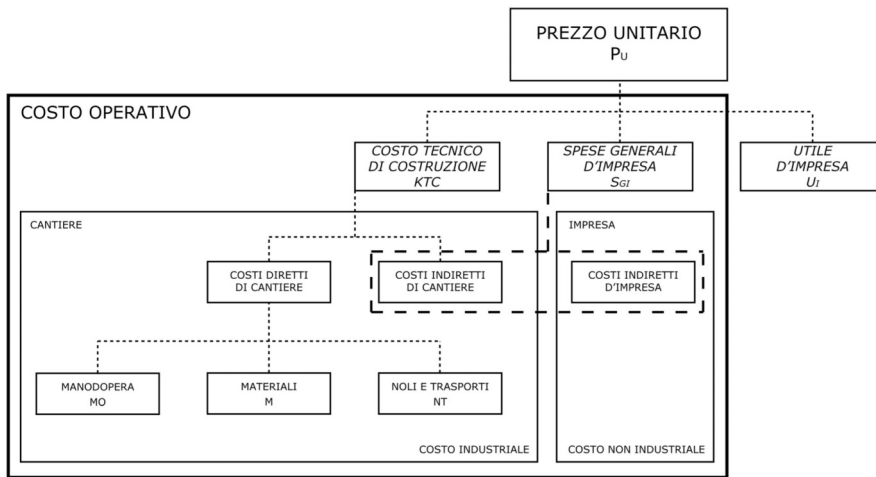 PREZZO UNITARIO
PU
COSTO OPERATIVO
COSTO TECNICO
DI COSTRUZIONE
KTC
SPESE GENERALI
D'IMPRESA
SGI
UTILE
D'IMPRESA
UI
CANTIERE
IMPRESA
COSTI DIRETTI
DI CANTIERE
COSTI INDIRETTI
DI CANTIERE
COSTI INDIRETTI
D'IMPRESA
MANODOPERA
MO
MATERIALI
M
NOLI E TRASPORTI
NT
COSTO INDUSTRIALE
COSTO NON INDUSTRIALE